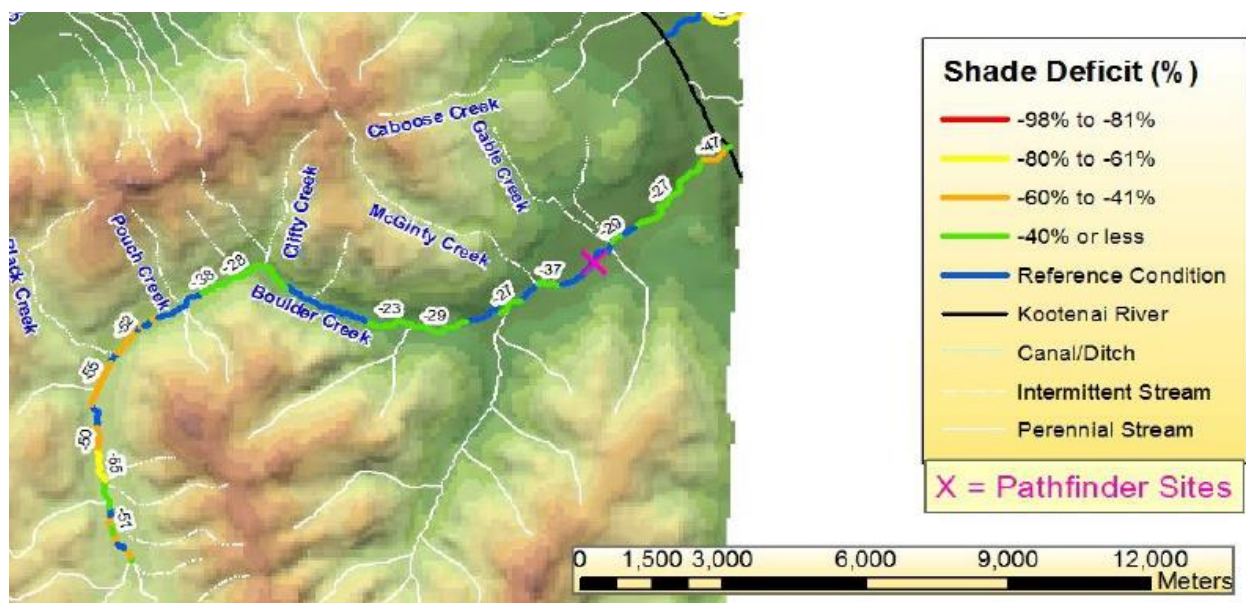 Caboose Creek
Gable Creek
-47
-27
-29
Clifty Creek
McGinty Creek
Pouch Creek
-38
-28
-37
Boulder Creek
-27
-23
-29
Creek
-55
-50
-51
Shade Deficit (%)
-98% to -81%
-80% to -61%
-60% to -41%
-40% or less
Reference Condition
Kootenai River
Canal/Ditch
Intermittent Stream
Perennial Stream
X = Pathfinder Sites
0 1,500 3,000 6,000 9,000 12,000
Meters